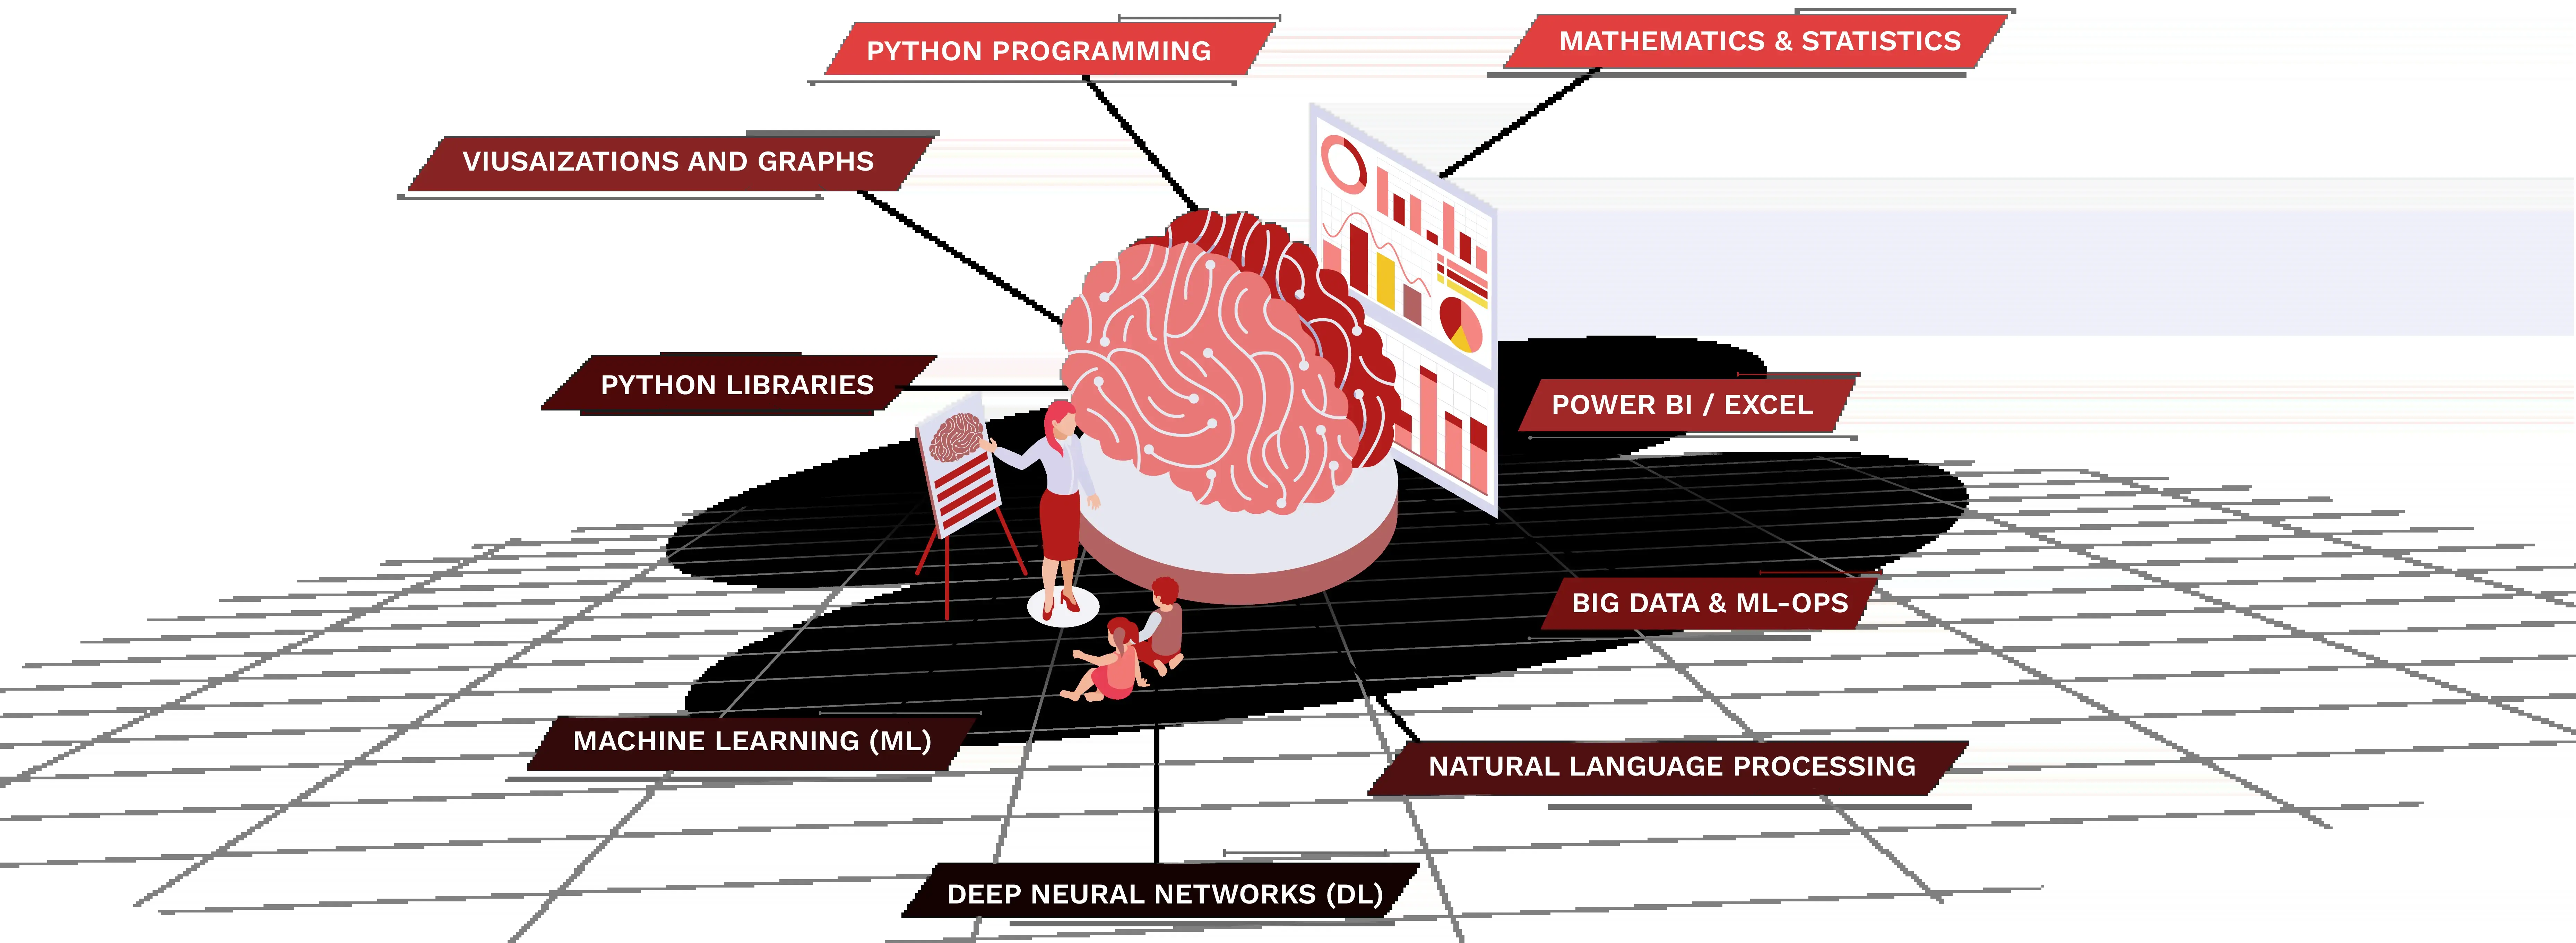 PYTHON PROGRAMMING
MATHEMATICS & STATISTICS
VIUSAIZATIONS AND GRAPHS
PYTHON LIBRARIES
POWER BI / EXCEL
BIG DATA & ML-OPS
MACHINE LEARNING (ML)
NATURAL LANGUAGE PROCESSING
DEEP NEURAL NETWORKS (DL)